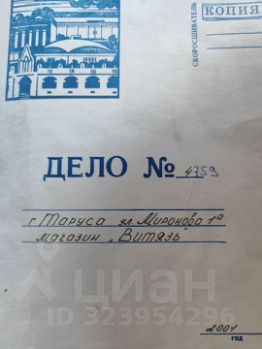 КОПИЯ
СКОРОСШИВАТЕЛЬ
ДЕЛО № 4759
г. Таруса ул. Миронова 1а
магазин „Витязь"
циан
ID 323954296
2001
год